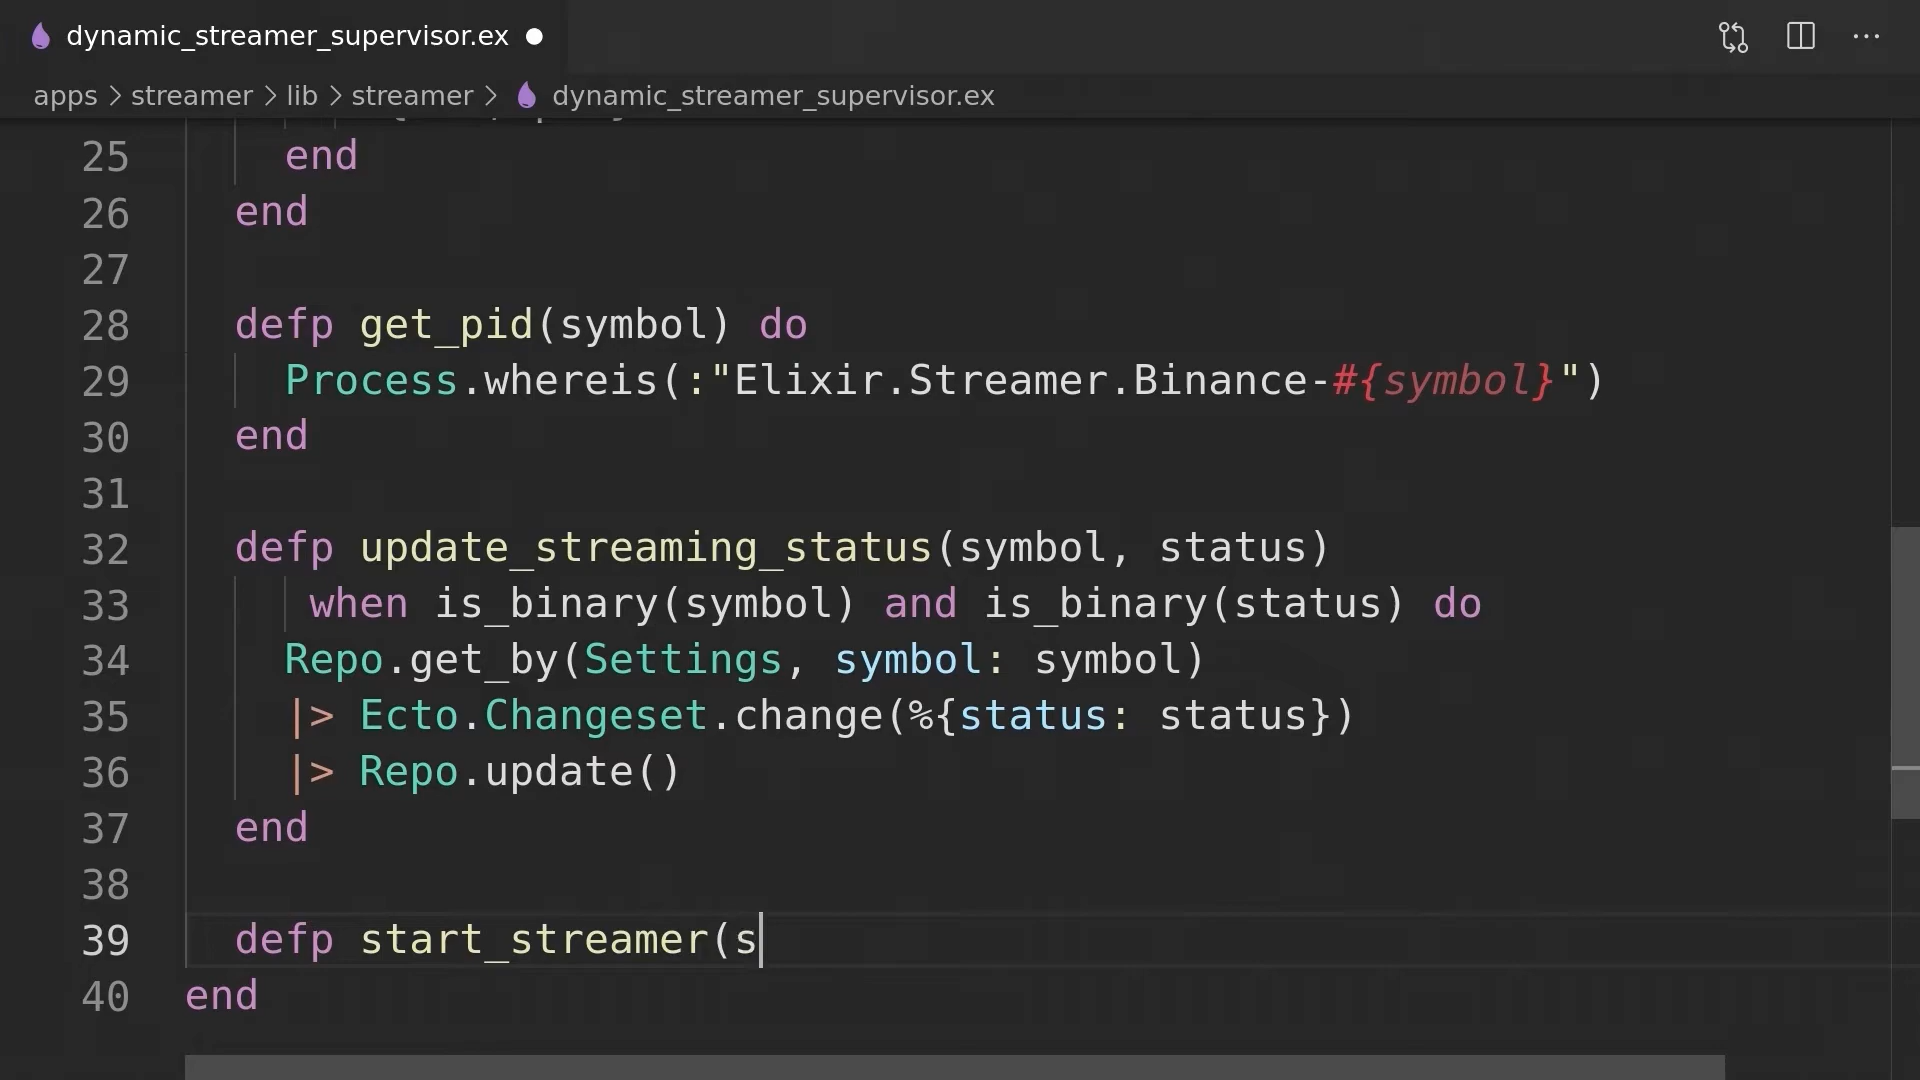 dynamic_streamer_supervisor.ex
apps > streamer > lib > streamer > dynamic_streamer_supervisor.ex
25 end
26 end
27
28 defp get_pid(symbol) do
29 Process.whereis(:"Elixir.Streamer.Binance-#{symbol}")
30 end
31
32 defp update_streaming_status(symbol, status)
33 when is_binary(symbol) and is_binary(status) do
34 Repo.get_by(Settings, symbol: symbol)
35 |> Ecto.Changeset.change(%{status: status})
36 |> Repo.update()
37 end
38
39 defp start_streamer(s
40 end